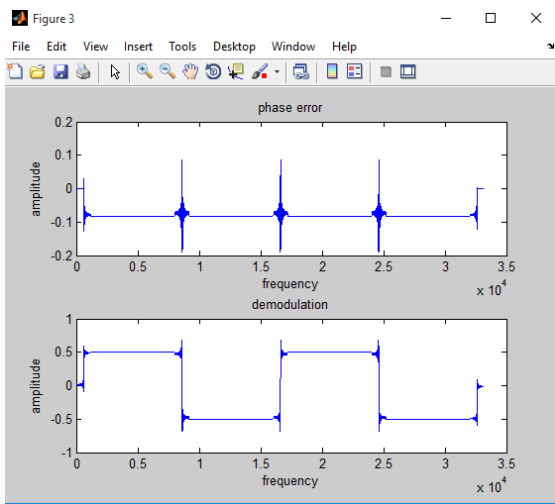 Figure 3
File Edit View Insert Tools Desktop Window Help
phase error
amplitude
0.2
0.1
0
-0.1
-0.2
0 0.5 1 1.5 2 2.5 3 3.5
frequency
x 10^4
demodulation
amplitude
1
0.5
0
-0.5
-1
0 0.5 1 1.5 2 2.5 3 3.5
frequency
x 10^4